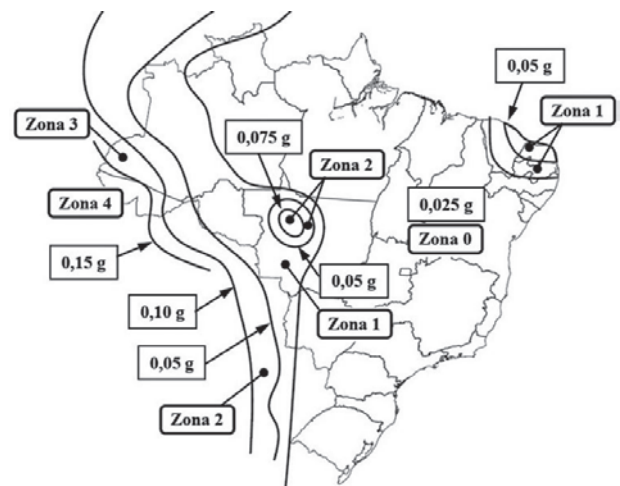 0,05 g
Zona 1
Zona 3
0,075 g
Zona 2
Zona 4
0,025 g
Zona 0
0,15 g
0,05 g
0,10 g
Zona 1
0,05 g
Zona 2